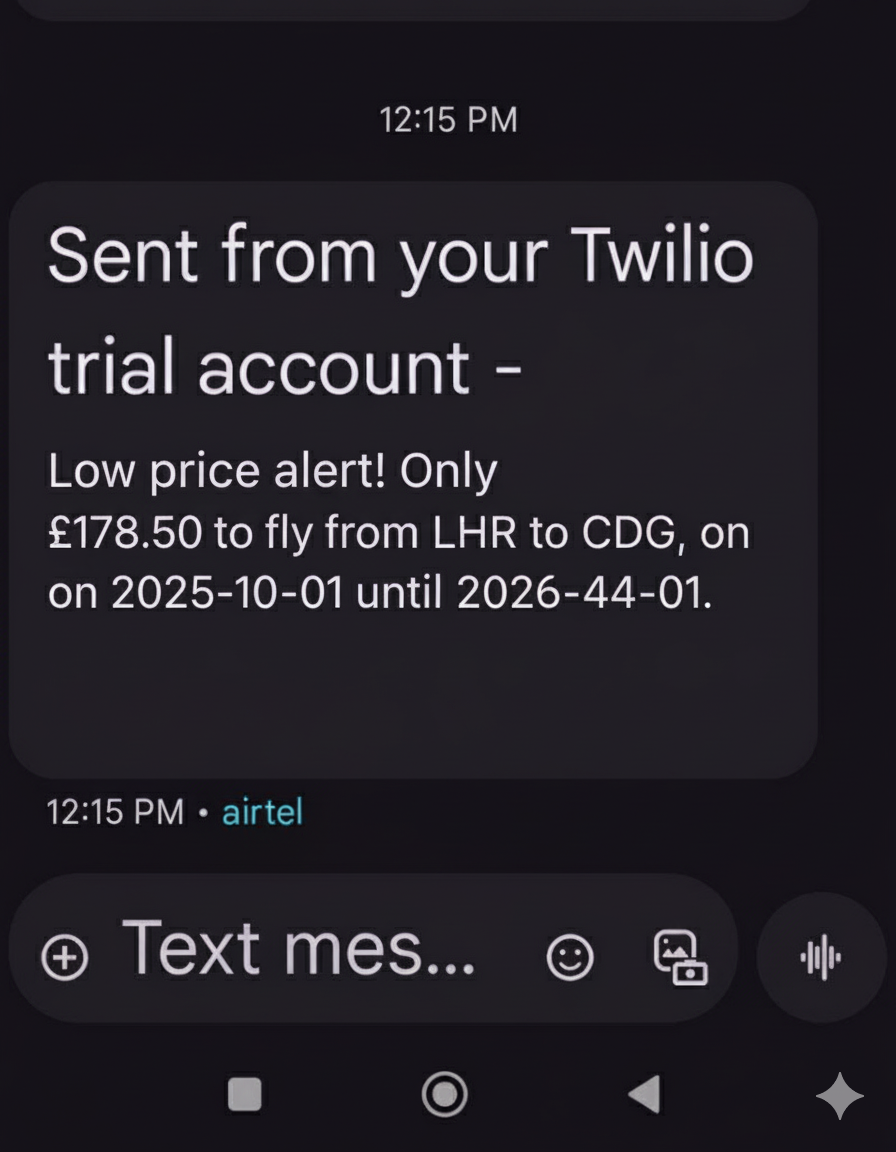 12:15 PM
Sent from your Twilio
trial account -
Low price alert! Only
£178.50 to fly from LHR to CDG, on
on 2025-10-01 until 2026-44-01.
12:15 PM • airtel
Text mes...